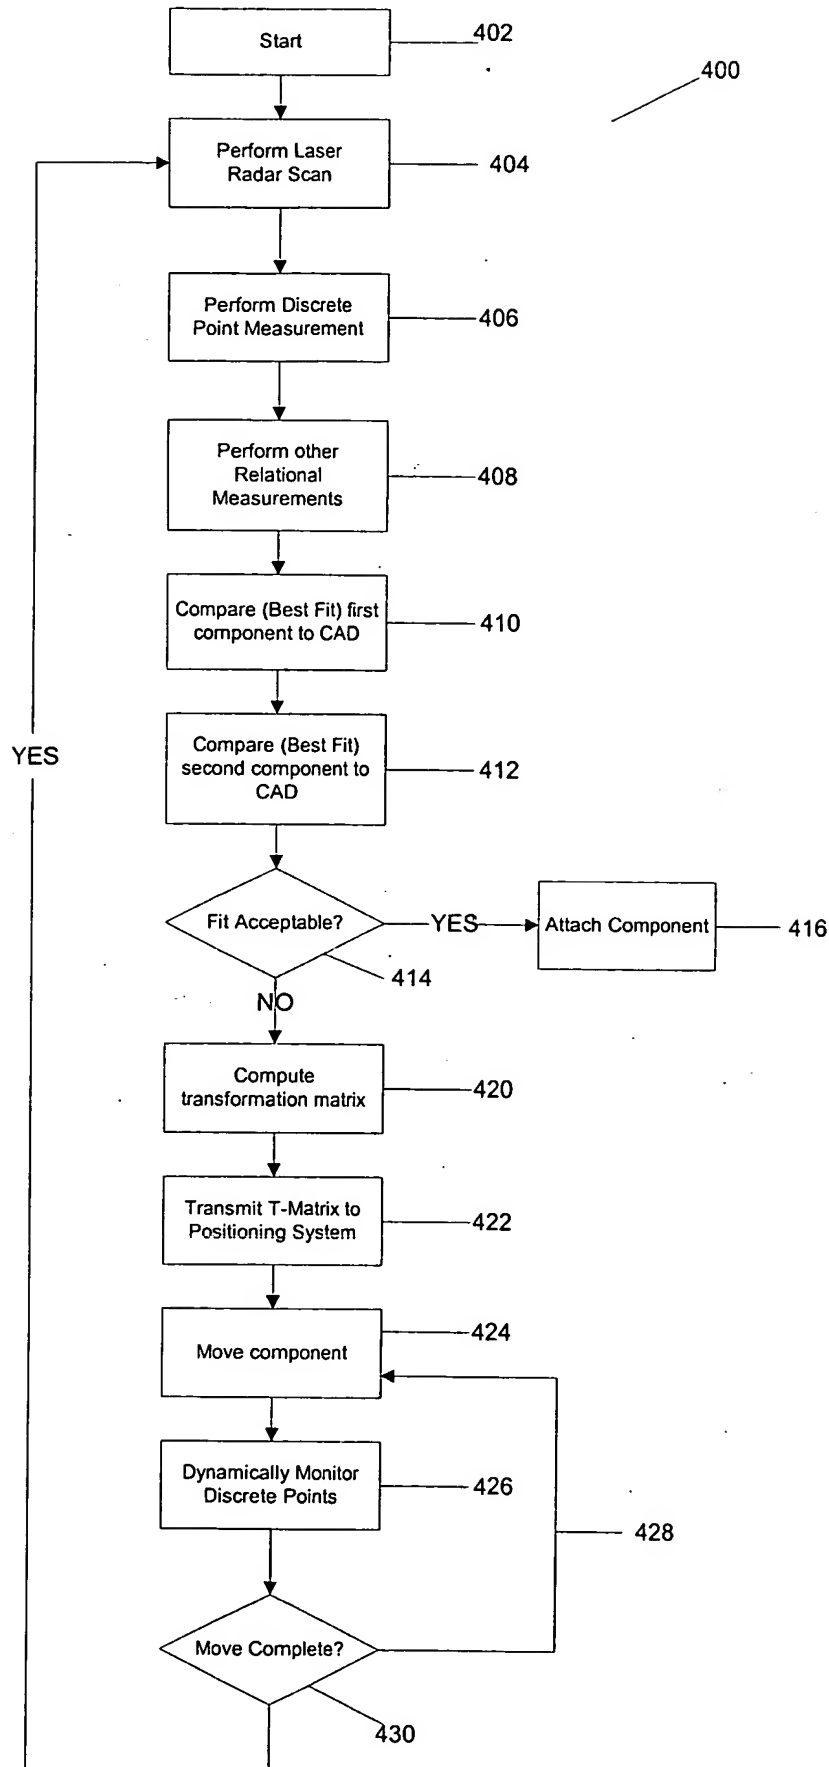 Start
402
400
Perform Laser
Radar Scan
404
Perform Discrete
Point Measurement
406
Perform other
Relational
Measurements
408
Compare (Best Fit) first
component to CAD
410
YES
Compare (Best Fit)
second component to
CAD
412
Fit Acceptable?
YES
Attach Component
416
414
NO
Compute
transformation matrix
420
Transmit T-Matrix to
Positioning System
422
Move component
424
Dynamically Monitor
Discrete Points
426
428
Move Complete?
430